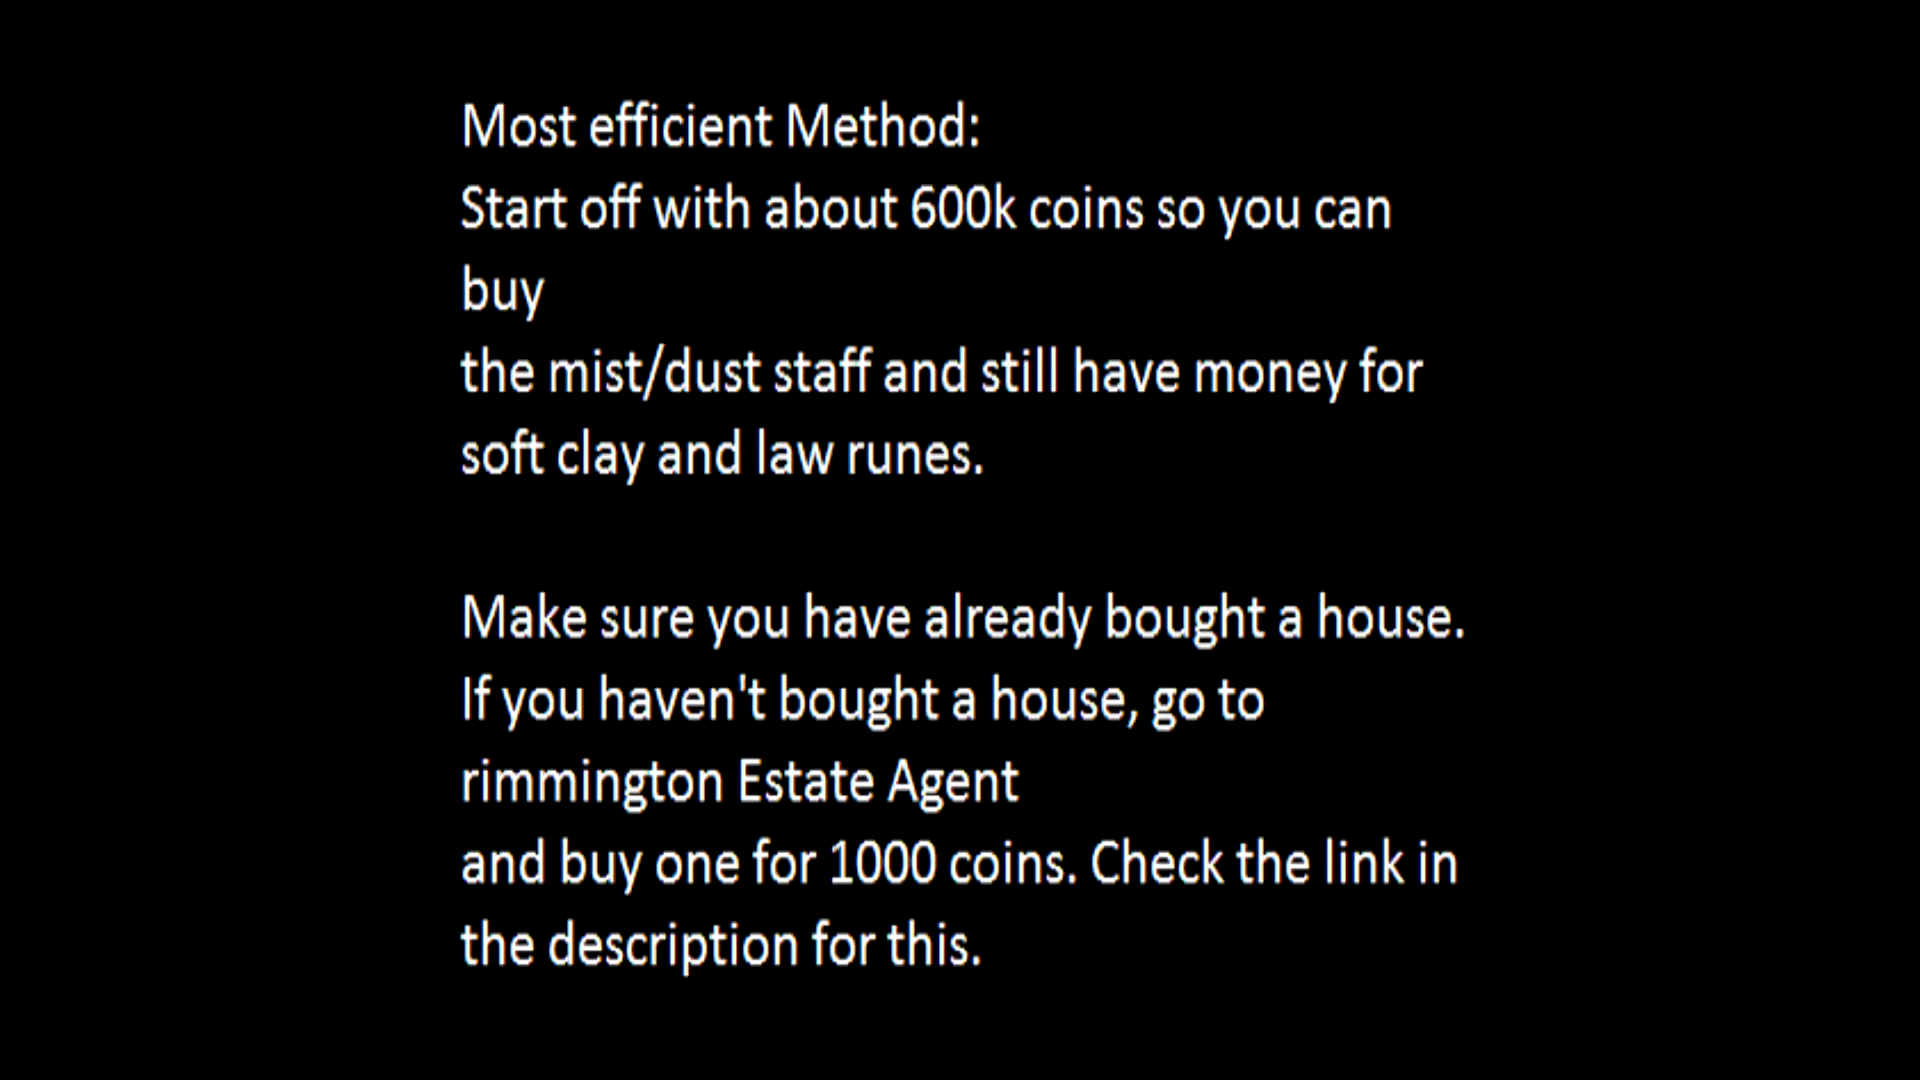 Most efficient Method:
Start off with about 600k coins so you can
buy
the mist/dust staff and still have money for
soft clay and law runes.
Make sure you have already bought a house.
If you haven't bought a house, go to
rimmington Estate Agent
and buy one for 1000 coins. Check the link in
the description for this.